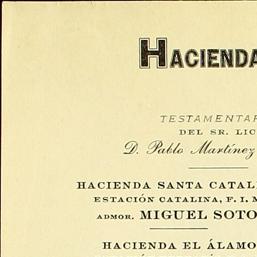 HACIENDA
TESTAMENTAR
DEL SR. LIC
D. Pablo Martínez
HACIENDA SANTA CATAL
ESTACIÓN CATALINA, F. I. M
ADMOR. MIGUEL SOTO
HACIENDA EL ÁLAMO